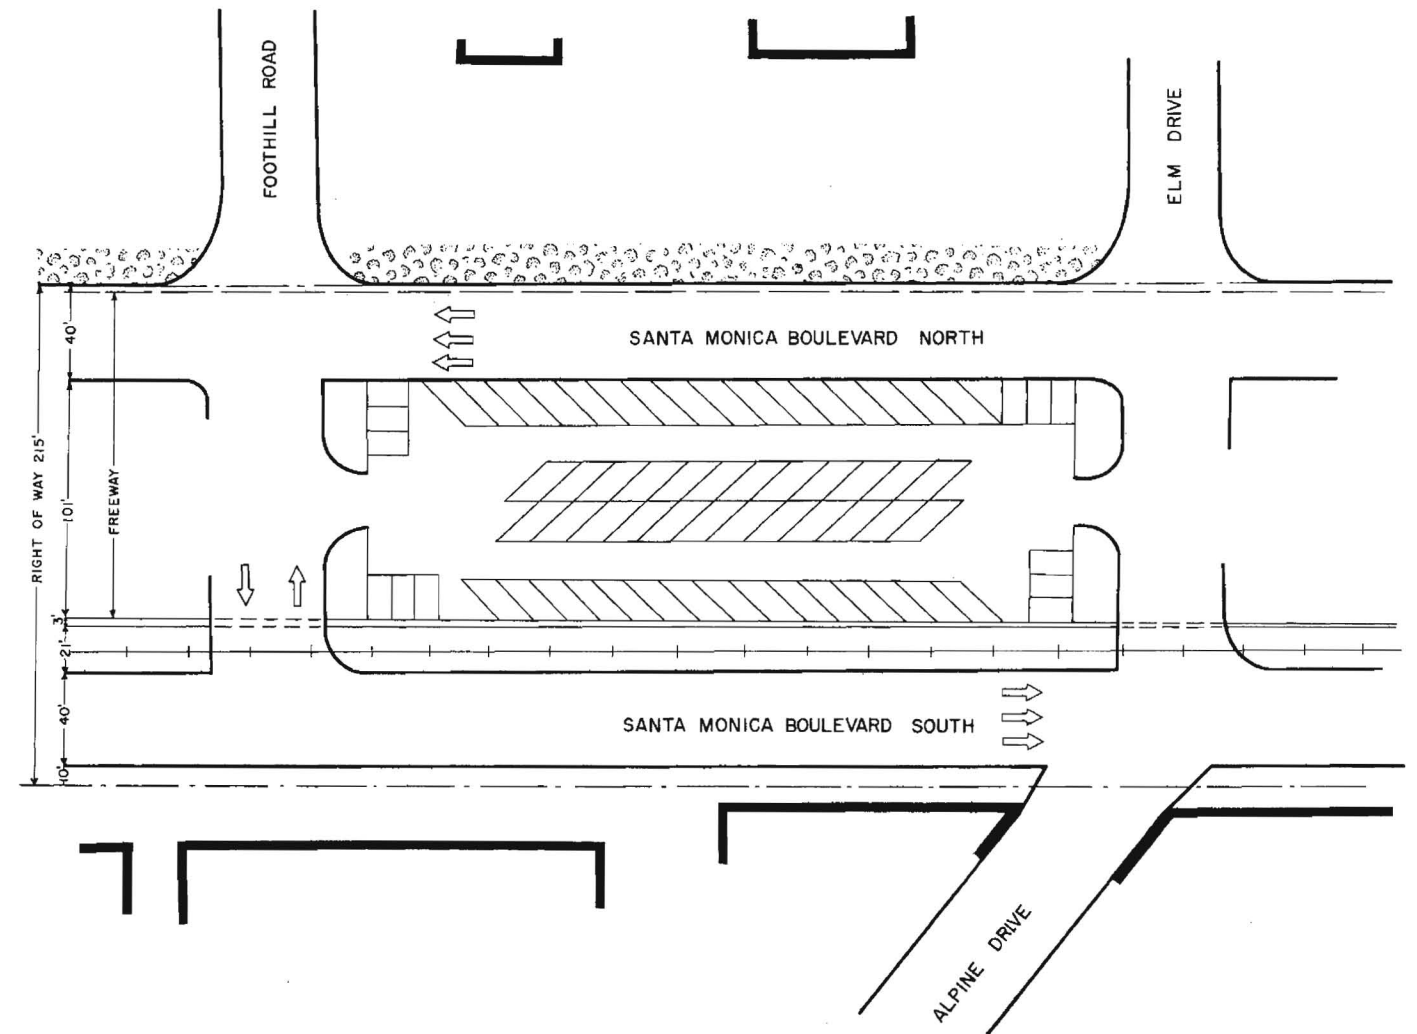 FOOTHILL ROAD
ELM DRIVE
SANTA MONICA BOULEVARD NORTH
40'
RIGHT OF WAY 215'
101'
FREEWAY
3'
21'
40'
10'
SANTA MONICA BOULEVARD SOUTH
ALPINE DRIVE